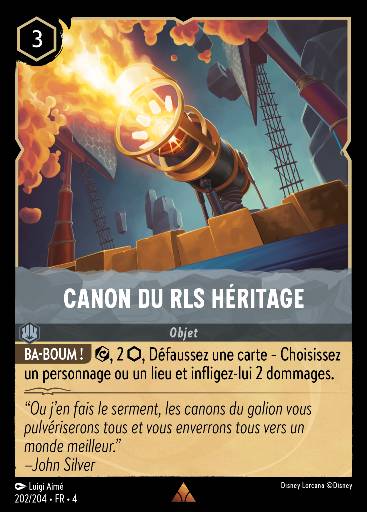 3
CANON DU RLS HÉRITAGE
Objet
BA-BOUM ! , 2 , Défaussez une carte - Choisissez
un personnage ou un lieu et infligez-lui 2 dommages.
“Ou j'en fais le serment, les canons du galion vous
pulvériserons tous et vous enverrons tous vers un
monde meilleur.”
–John Silver
Luigi Aimé
Disney Lorcana ©Disney
202/204 • FR • 4